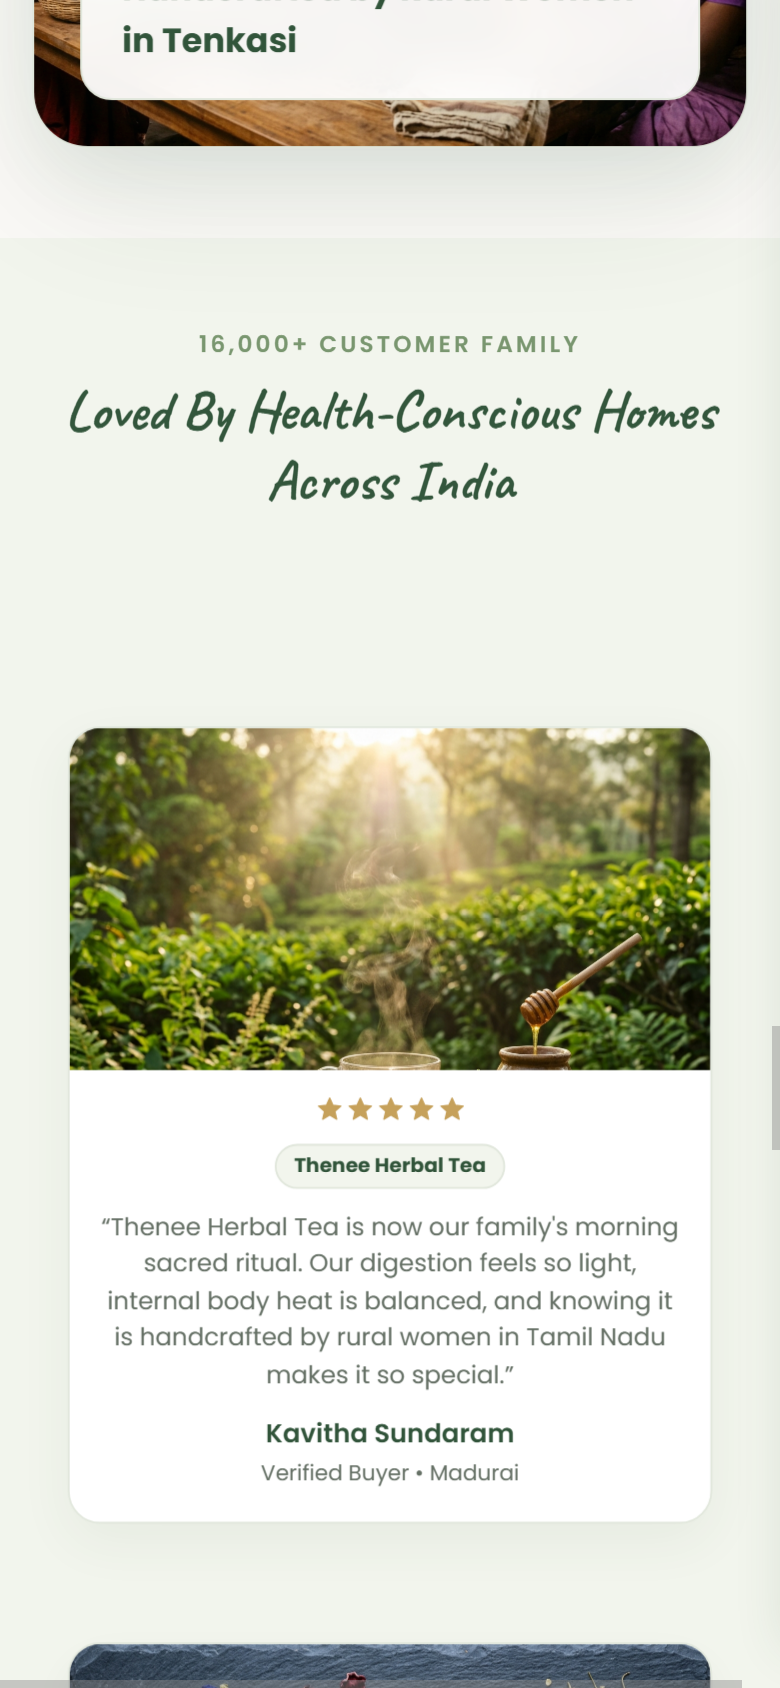 in Tenkasi
16,000+ CUSTOMER FAMILY
Loved By Health-Conscious Homes
Across India
Thenee Herbal Tea
“Thenee Herbal Tea is now our family's morning
sacred ritual. Our digestion feels so light,
internal body heat is balanced, and knowing it
is handcrafted by rural women in Tamil Nadu
makes it so special.”
Kavitha Sundaram
Verified Buyer • Madurai